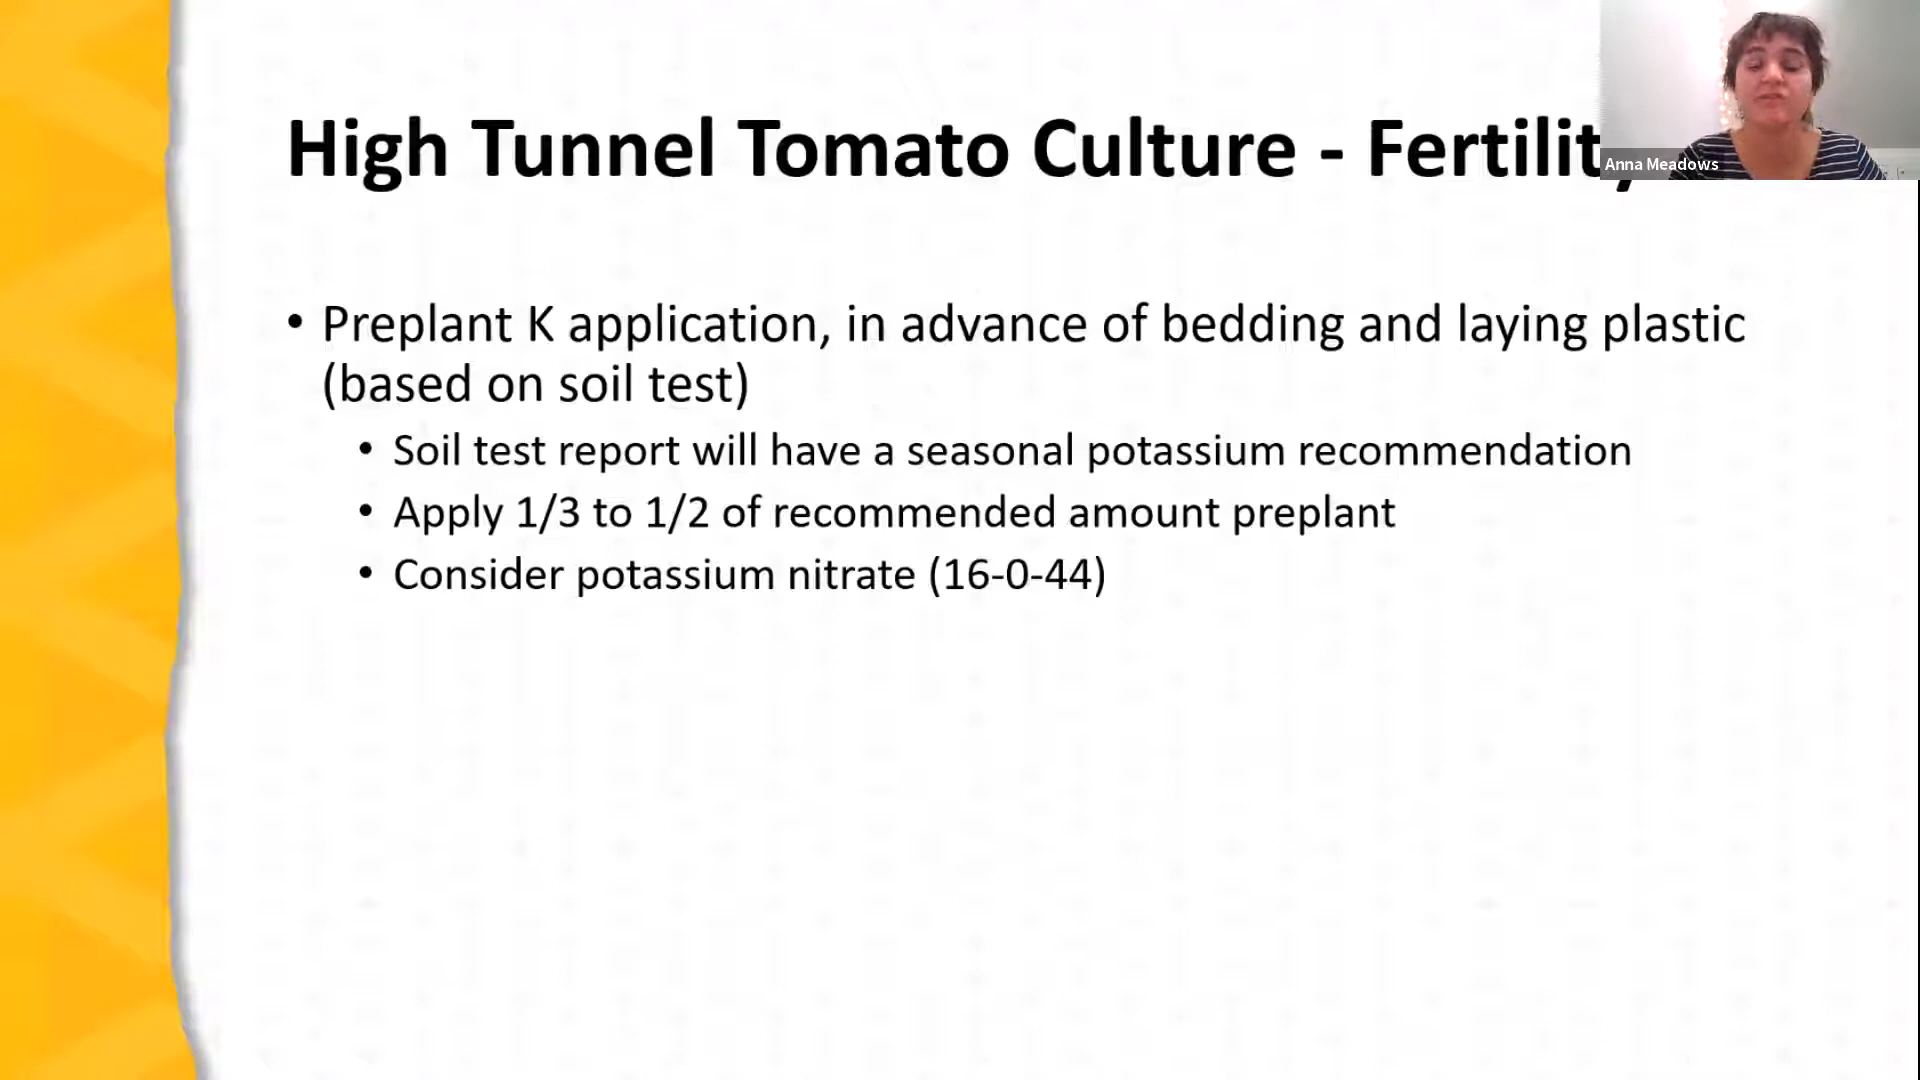 High Tunnel Tomato Culture - Fertility
Anna Meadows
• Preplant K application, in advance of bedding and laying plastic
(based on soil test)
• Soil test report will have a seasonal potassium recommendation
• Apply 1/3 to 1/2 of recommended amount preplant
• Consider potassium nitrate (16-0-44)